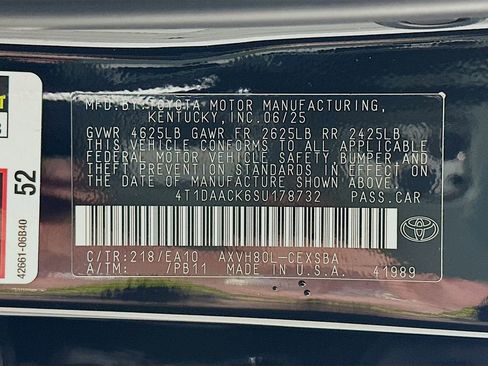 MFD.BY:TOYOTA MOTOR MANUFACTURING,
KENTUCKY,INC.06/25
GVWR 4625LB GAWR FR 2625LB RR 2425LB
THIS VEHICLE CONFORMS TO ALL APPLICABLE
FEDERAL MOTOR VEHICLE SAFETY,BUMPER,AND
THEFT PREVENTION STANDARDS IN EFFECT ON
THE DATE OF MANUFACTURE SHOWN ABOVE.
4T1DAACK6SU178732 PASS.CAR
C/TR:218/EA10 AXVH80L-CEXSBA
A/TM: /PB11 MADE IN U.S.A. 41989
52
42661-06B40